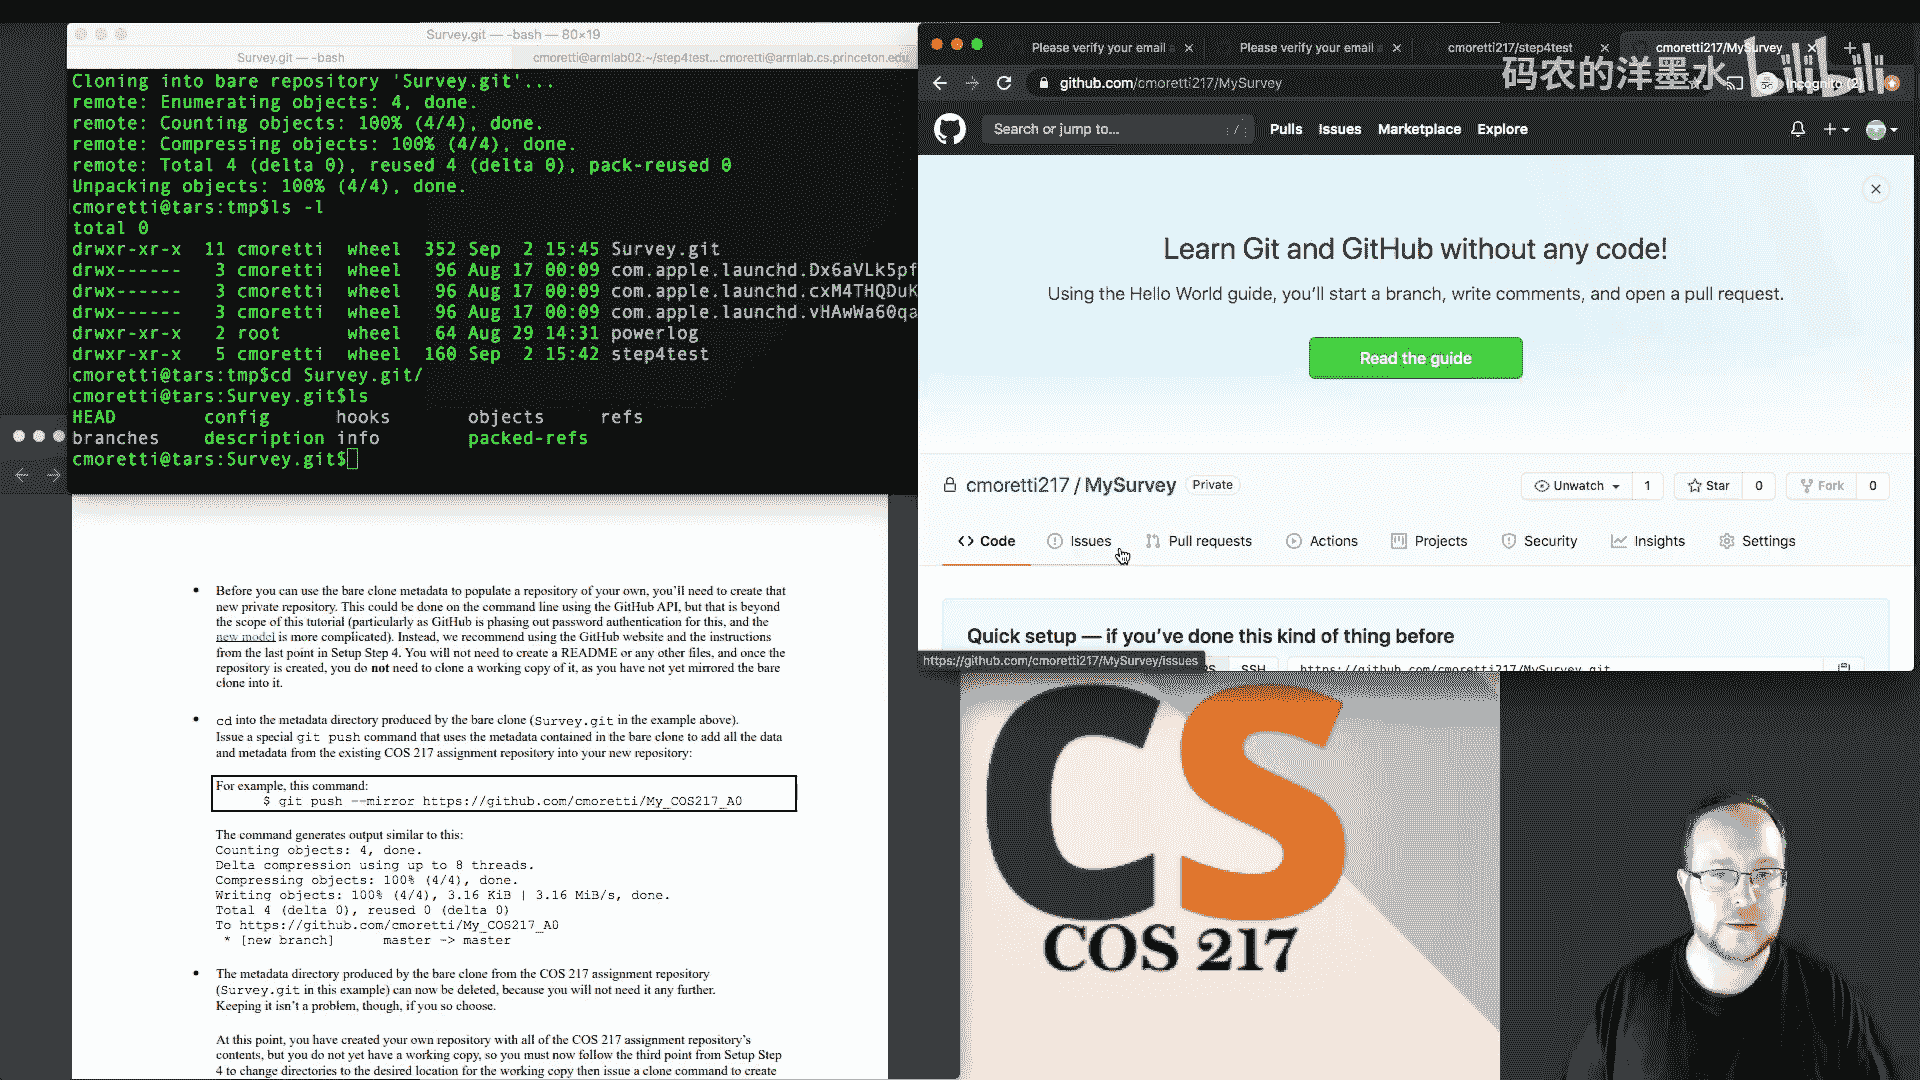 Survey.git — -bash — 80×19
Survey.git — -bash
cmoretti@armlab02:~/step4test…cmoretti@armlab.cs.princeton.edu
Cloning into bare repository 'Survey.git'...
remote: Enumerating objects: 4, done.
remote: Counting objects: 100% (4/4), done.
remote: Compressing objects: 100% (4/4), done.
remote: Total 4 (delta 0), reused 4 (delta 0), pack-reused 0
Unpacking objects: 100% (4/4), done.
cmoretti@tars:tmp$ls -l
total 0
drwxr-xr-x 11 cmoretti wheel 352 Sep 2 15:45 Survey.git
drwx------ 3 cmoretti wheel 96 Aug 17 00:09 com.apple.launchd.Dx6aVLk5pf
drwx------ 3 cmoretti wheel 96 Aug 17 00:09 com.apple.launchd.cxM4THQDuK
drwx------ 3 cmoretti wheel 96 Aug 17 00:09 com.apple.launchd.vHAwWa60qa
drwxr-xr-x 2 root wheel 64 Aug 29 14:31 powerlog
drwxr-xr-x 5 cmoretti wheel 160 Sep 2 15:42 step4test
cmoretti@tars:tmp$cd Survey.git/
cmoretti@tars:Survey.git$ls
HEAD config hooks objects refs
branches description info packed-refs
cmoretti@tars:Survey.git$
Before you can use the bare clone metadata to populate a repository of your own, you'll need to create that
new private repository. This could be done on the command line using the GitHub API, but that is beyond
the scope of this tutorial (particularly as GitHub is phasing out password authentication for this, and the
new model is more complicated). Instead, we recommend using the GitHub website and the instructions
from the last point in Setup Step 4. You will not need to create a README or any other files, and once the
repository is created, you do not need to clone a working copy of it, as you have not yet mirrored the bare
clone into it.
cd into the metadata directory produced by the bare clone (Survey.git in the example above).
Issue a special git push command that uses the metadata contained in the bare clone to add all the data
and metadata from the existing COS 217 assignment repository into your new repository:
For example, this command:
$ git push --mirror https://github.com/cmoretti/My_COS217_A0
The command generates output similar to this:
Counting objects: 4, done.
Delta compression using up to 8 threads.
Compressing objects: 100% (4/4), done.
Writing objects: 100% (4/4), 3.16 KiB | 3.16 MiB/s, done.
Total 4 (delta 0), reused 0 (delta 0)
To https://github.com/cmoretti/My_COS217_A0
* [new branch] master -> master
The metadata directory produced by the bare clone from the COS 217 assignment repository
(Survey.git in this example) can now be deleted, because you will not need it any further.
Keeping it isn't a problem, though, if you so choose.
At this point, you have created your own repository with all of the COS 217 assignment repository's
contents, but you do not yet have a working copy, so you must now follow the third point from Setup Step
4 to change directories to the desired location for the working copy then issue a clone command to create
Please verify your email a
Please verify your email a
cmoretti217/step4test
cmoretti217/MySurvey
github.com/cmoretti217/MySurvey
Incognito (2)
码农的洋墨水 bilibili
Search or jump to... /
Pulls Issues Marketplace Explore
Learn Git and GitHub without any code!
Using the Hello World guide, you'll start a branch, write comments, and open a pull request.
Read the guide
cmoretti217 / MySurvey Private
Unwatch 1 Star 0 Fork 0
Code Issues Pull requests Actions Projects Security Insights Settings
Quick setup — if you've done this kind of thing before
SSH https://github.com/cmoretti217/MySurvey.git
https://github.com/cmoretti217/MySurvey/issues
CS
COS 217